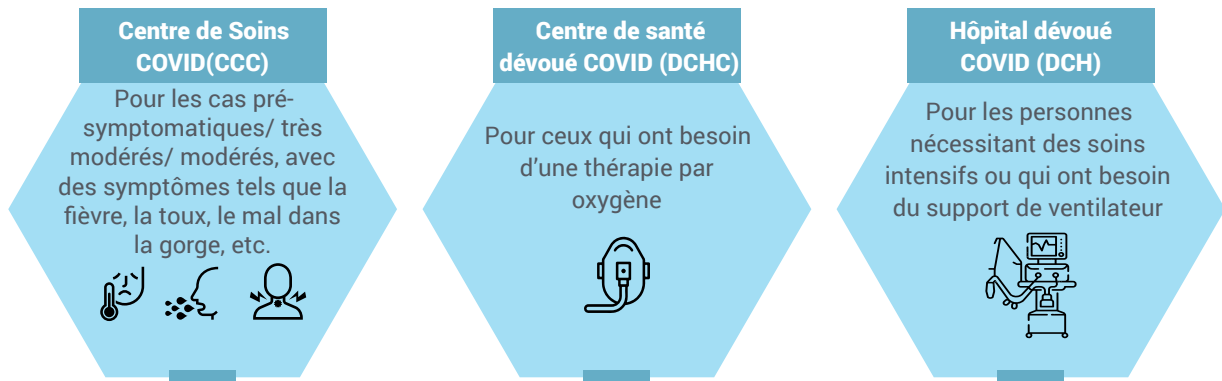 Centre de Soins
COVID(CCC)
Pour les cas pré-
symptomatiques/ très
modérés/ modérés, avec
des symptômes tels que la
fièvre, la toux, le mal dans
la gorge, etc.
Centre de santé
dévoué COVID (DCHC)
Pour ceux qui ont besoin
d’une thérapie par
oxygène
Hôpital dévoué
COVID (DCH)
Pour les personnes
nécessitant des soins
intensifs ou qui ont besoin
du support de ventilateur